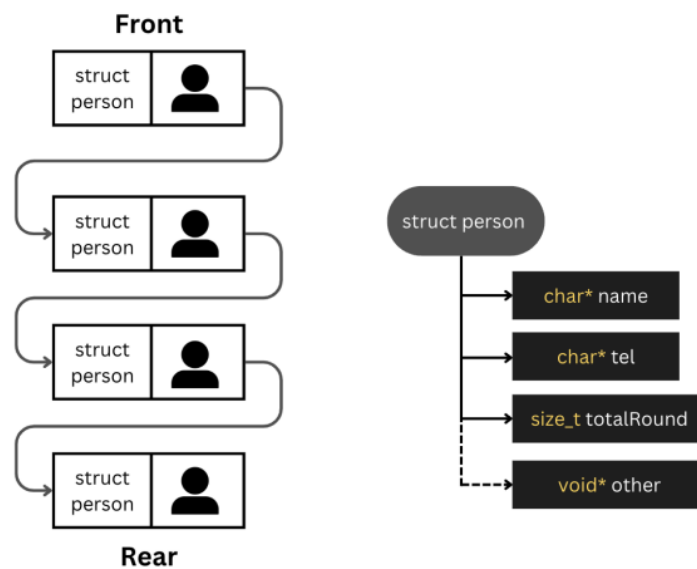 Front
struct
person
struct
person
struct
person
struct
person
Rear
struct person
char* name
char* tel
size_t totalRound
void* other